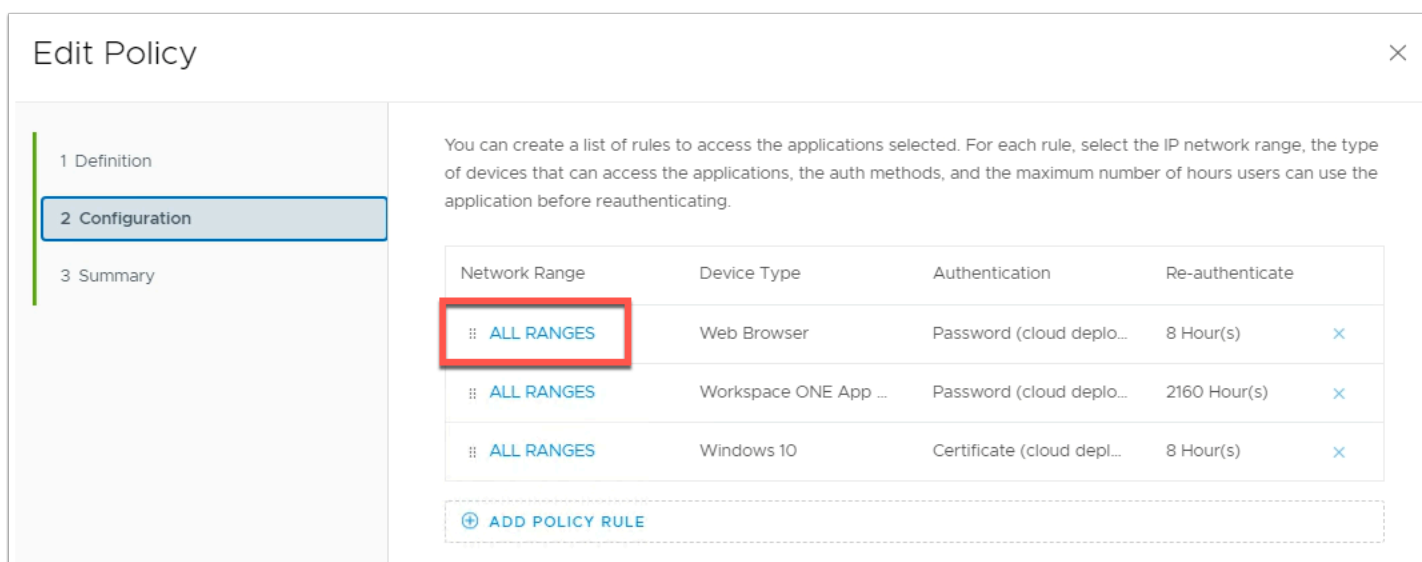 Edit Policy
1 Definition
2 Configuration
3 Summary
You can create a list of rules to access the applications selected. For each rule, select the IP network range, the type
of devices that can access the applications, the auth methods, and the maximum number of hours users can use the
application before reauthenticating.
Network Range Device Type Authentication Re-authenticate
ALL RANGES Web Browser Password (cloud deplo... 8 Hour(s)
ALL RANGES Workspace ONE App ... Password (cloud deplo... 2160 Hour(s)
ALL RANGES Windows 10 Certificate (cloud depl... 8 Hour(s)
ADD POLICY RULE